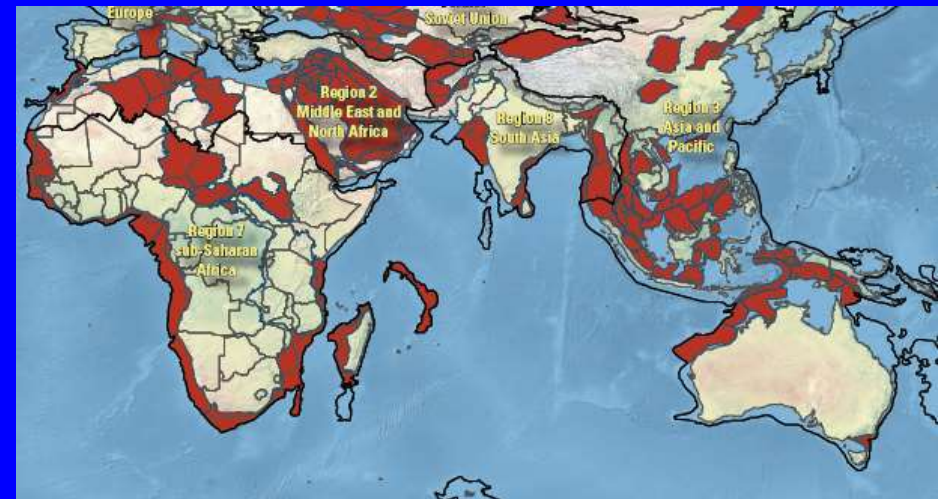 Europe
Soviet Union
Region 2
Middle East and
North Africa
Region 8
South Asia
Region 3
Asia and
Pacific
Region 7
sub-Saharan
Africa